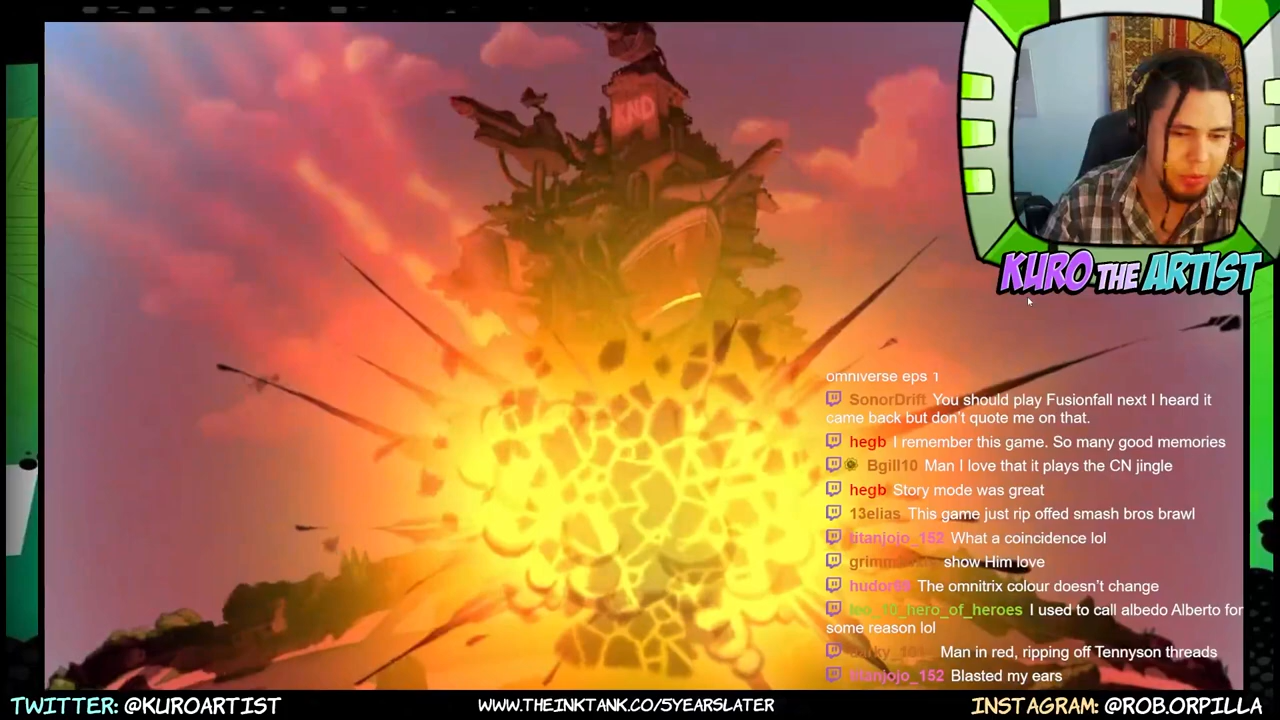 KND
KURO THE ARTIST
omniverse eps 1
SonorDrift You should play Fusionfall next I heard it
came back but don't quote me on that.
hegb I remember this game. So many good memories
Bgill10 Man I love that it plays the CN jingle
hegb Story mode was great
13elias This game just rip offed smash bros brawl
titanjojo_152 What a coincidence lol
show Him love
The omnitrix colour doesn't change
leo_10_hero_of_heroes I used to call albedo Alberto for
some reason lol
Man in red, ripping off Tennyson threads
titanjojo_152 Blasted my ears
TWITTER: @KUROARTIST
WWW.THEINKTANK.CO/5YEARSLATER
INSTAGRAM: @ROB.ORPILLA